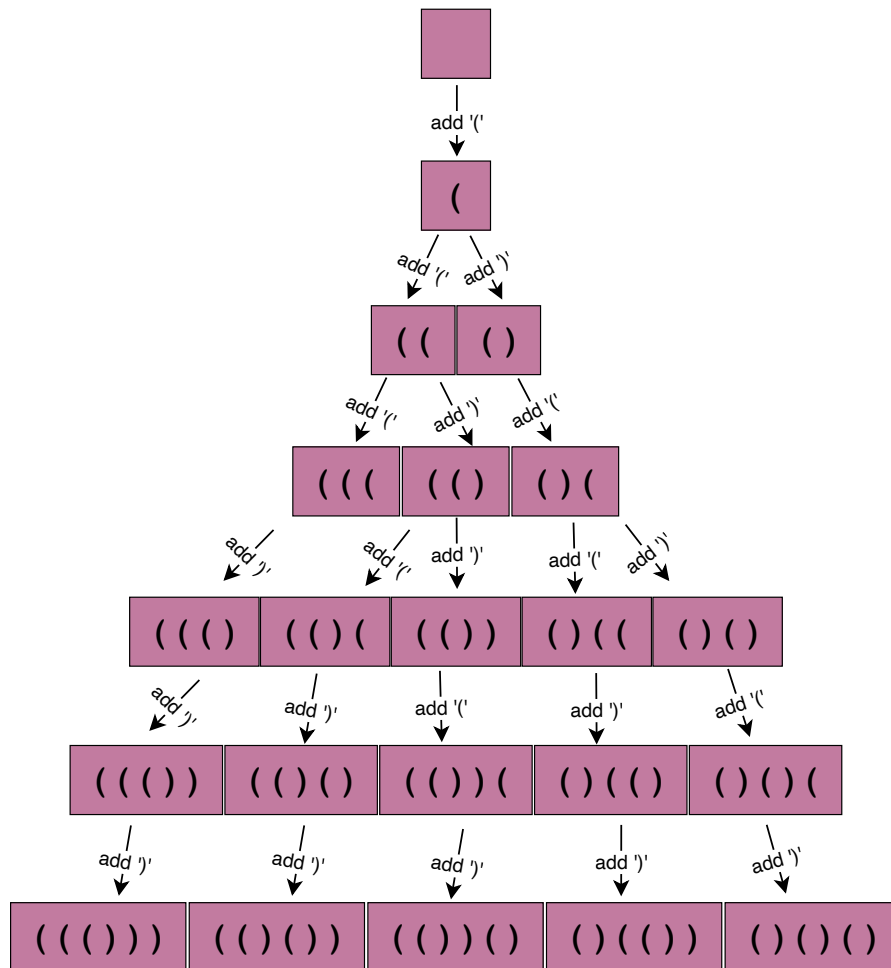 add '('
(
add '(' add ')'
( ( ( )
add '(' add ')' add '('
( ( ( ( ( ) ( ) (
add ')' add '(' add ')' add '(' add ')'
( ( ( ) ( ( ) ( ( ( ) ) ( ) ( ( ( ) ( )
add ')' add ')' add '(' add ')' add '('
( ( ( ) ) ( ( ) ( ) ( ( ) ) ( ( ) ( ( ) ( ) ( ) (
add ')' add ')' add ')' add ')' add ')'
( ( ( ) ) ) ( ( ) ( ) ) ( ( ) ) ( ) ( ) ( ( ) ) ( ) ( ) ( )